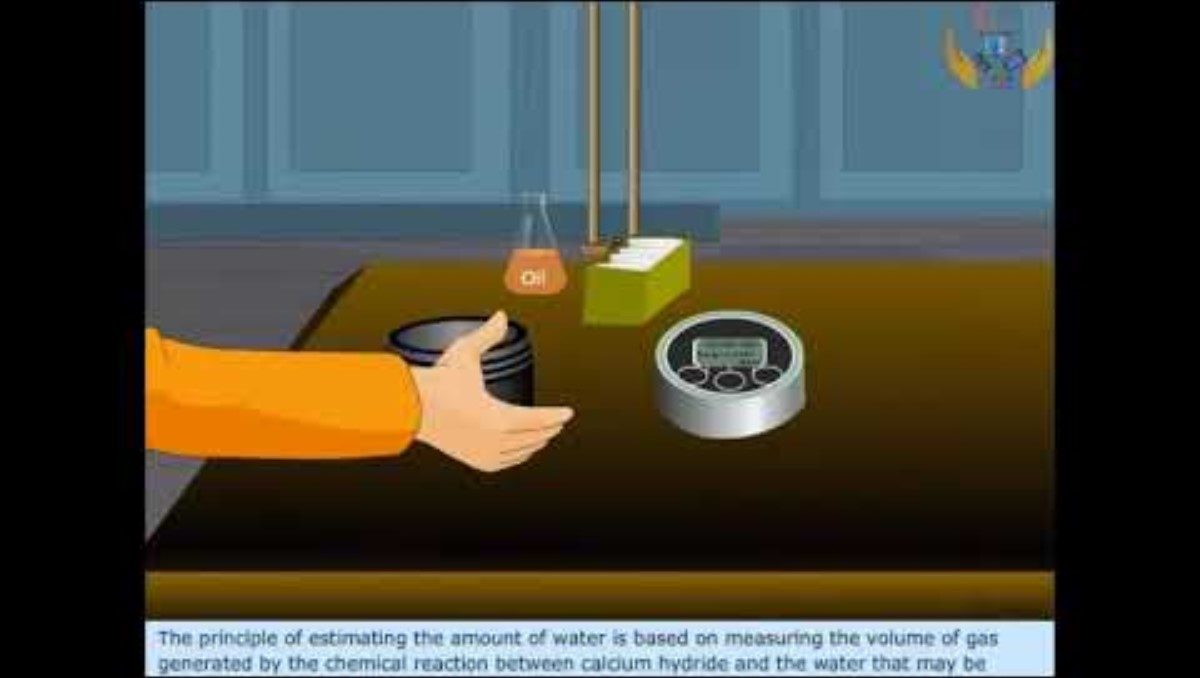 Oil
The principle of estimating the amount of water is based on measuring the volume of gas
generated by the chemical reaction between calcium hydride and the water that may be